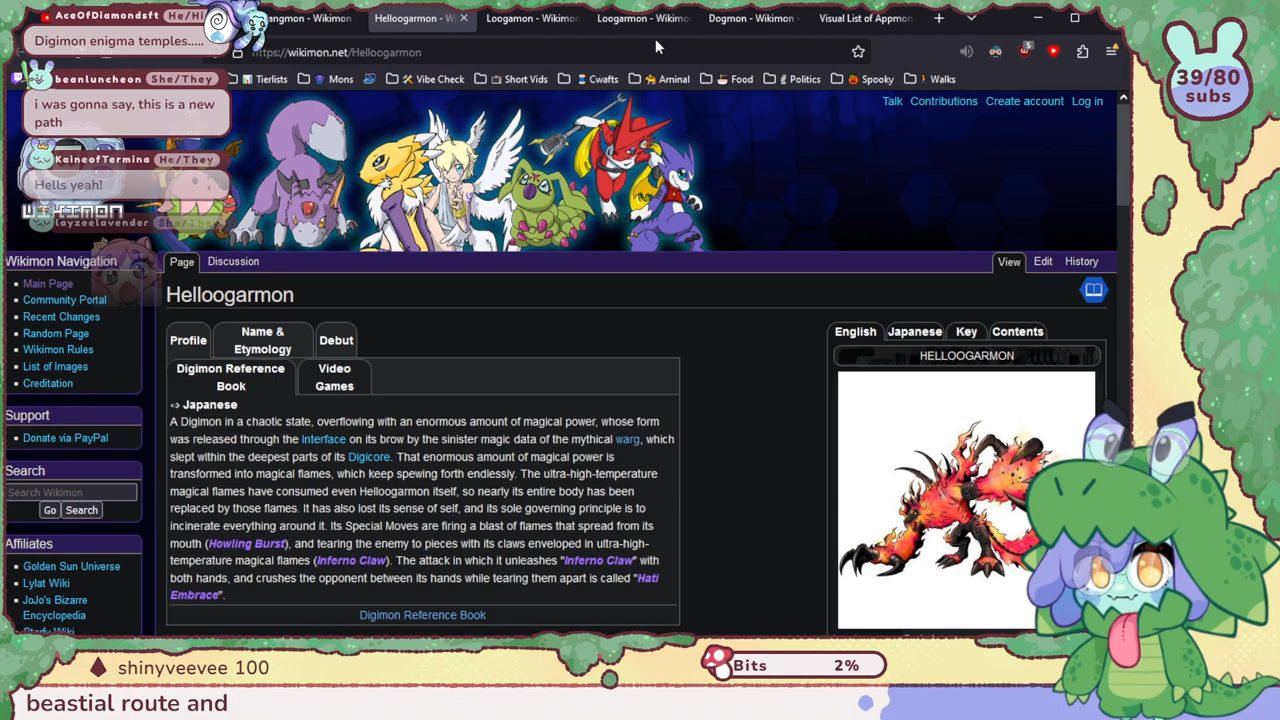 AceOfDiamondsft He/Hi
Digimon enigma temples.....
beanluncheon She/They
i was gonna say, this is a new
path
KaineofTermina He/They
Hells yeah!
WIKIMON
layzeelavender She/The
angmon - Wikimon
Helloogarmon - Wi
Loogamon - Wikimon
Loogarmon - Wikimo
Dogmon - Wikimon
Visual List of Appmon
https://wikimon.net/Helloogarmon
5
Tierlists
Mons
Vibe Check
Short Vids
Cwafts
Aminal
Food
Politics
Spooky
Walks
Talk Contributions Create account Log in
39/80
subs
Wikimon Navigation
Main Page
Community Portal
Recent Changes
Random Page
Wikimon Rules
List of Images
Creditation
Support
Donate via PayPal
Search
Search Wikimon
Go Search
Affiliates
Golden Sun Universe
Lylat Wiki
JoJo's Bizarre
Encyclopedia
Starfy Wiki
Page Discussion
View Edit History
Helloogarmon
Profile
Name &
Etymology
Debut
Digimon Reference
Book
Video
Games
⇨ Japanese
A Digimon in a chaotic state, overflowing with an enormous amount of magical power, whose form
was released through the Interface on its brow by the sinister magic data of the mythical warg, which
slept within the deepest parts of its Digicore. That enormous amount of magical power is
transformed into magical flames, which keep spewing forth endlessly. The ultra-high-temperature
magical flames have consumed even Helloogarmon itself, so nearly its entire body has been
replaced by those flames. It has also lost its sense of self, and its sole governing principle is to
incinerate everything around it. Its Special Moves are firing a blast of flames that spread from its
mouth (Howling Burst), and tearing the enemy to pieces with its claws enveloped in ultra-high-
temperature magical flames (Inferno Claw). The attack in which it unleashes "Inferno Claw" with
both hands, and crushes the opponent between its hands while tearing them apart is called "Hati
Embrace".
Digimon Reference Book
English Japanese Key Contents
HELLOOGARMON
shinyveevee 100
Bits 2%
beastial route and